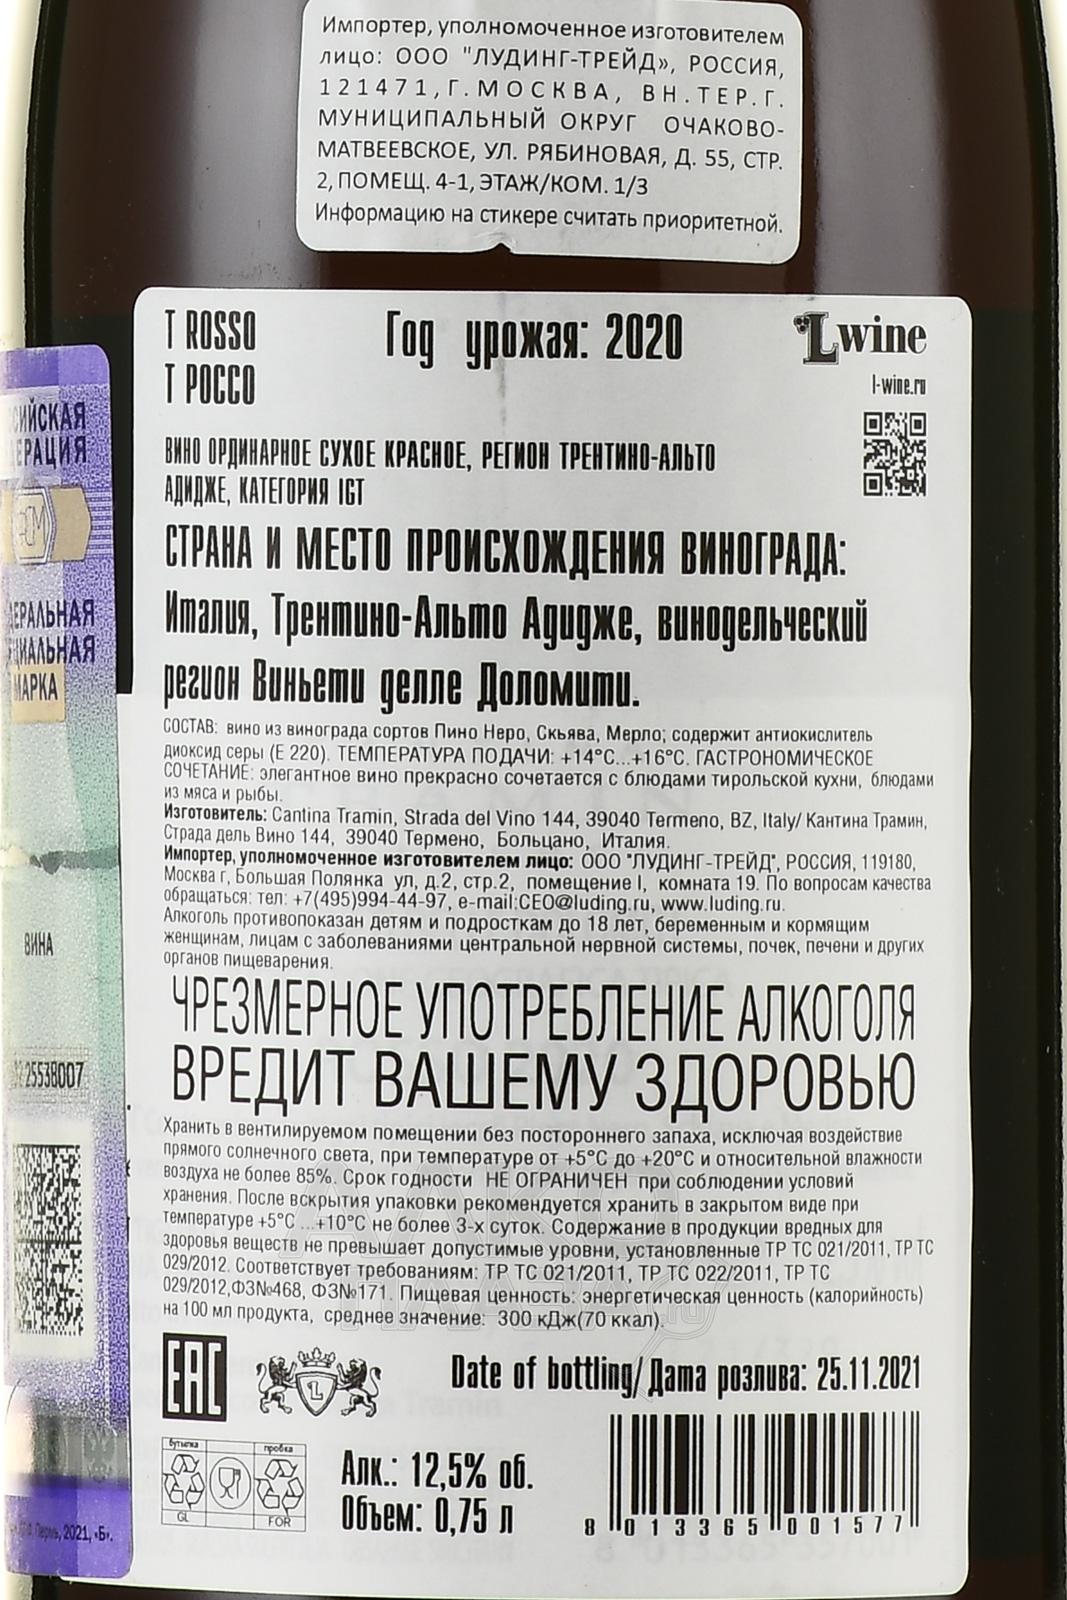 Импортер, уполномоченное изготовителем
лицо: ООО "ЛУДИНГ-ТРЕЙД», РОССИЯ,
121471, Г. МОСКВА, ВН.ТЕР.Г.
МУНИЦИПАЛЬНЫЙ ОКРУГ ОЧАКОВО-
МАТВЕЕВСКОЕ, УЛ. РЯБИНОВАЯ, Д. 55, СТР.
2, ПОМЕЩ. 4-1, ЭТАЖ/КОМ. 1/3
Информацию на стикере считать приоритетной.
T ROSSO
Т РОССО
Год урожая: 2020
Lwine
l-wine.ru
ВИНО ОРДИНАРНОЕ СУХОЕ КРАСНОЕ, РЕГИОН ТРЕНТИНО-АЛЬТО
АДИДЖЕ, КАТЕГОРИЯ IGT
СТРАНА И МЕСТО ПРОИСХОЖДЕНИЯ ВИНОГРАДА:
Италия, Трентино-Альто Адидже, винодельческий
регион Виньети делле Доломити.
СОСТАВ: вино из винограда сортов Пино Неро, Скьява, Мерло; содержит антиокислитель
диоксид серы (Е 220). ТЕМПЕРАТУРА ПОДАЧИ: +14°С...+16°С. ГАСТРОНОМИЧЕСКОЕ
СОЧЕТАНИЕ: элегантное вино прекрасно сочетается с блюдами тирольской кухни, блюдами
из мяса и рыбы.
Изготовитель: Cantina Tramin, Strada del Vino 144, 39040 Termeno, BZ, Italy/ Кантина Трамин,
Страда дель Вино 144, 39040 Термено, Больцано, Италия.
Импортер, уполномоченное изготовителем лицо: ООО "ЛУДИНГ-ТРЕЙД", РОССИЯ, 119180,
Москва г, Большая Полянка ул, д.2, стр.2, помещение I, комната 19. По вопросам качества
обращаться: тел: +7(495)994-44-97, e-mail:CEO@luding.ru, www.luding.ru.
Алкоголь противопоказан детям и подросткам до 18 лет, беременным и кормящим
женщинам, лицам с заболеваниями центральной нервной системы, почек, печени и других
органов пищеварения.
ЧРЕЗМЕРНОЕ УПОТРЕБЛЕНИЕ АЛКОГОЛЯ
ВРЕДИТ ВАШЕМУ ЗДОРОВЬЮ
Хранить в вентилируемом помещении без постороннего запаха, исключая воздействие
прямого солнечного света, при температуре от +5°С до +20°С и относительной влажности
воздуха не более 85%. Срок годности НЕ ОГРАНИЧЕН при соблюдении условий
хранения. После вскрытия упаковки рекомендуется хранить в закрытом виде при
температуре +5°С ...+10°С не более 3-х суток. Содержание в продукции вредных для
здоровья веществ не превышает допустимые уровни, установленные ТР ТС 021/2011, ТР ТС
029/2012. Соответствует требованиям: ТР ТС 021/2011, ТР ТС 022/2011, ТР ТС
029/2012,ФЗ№468, ФЗ№171. Пищевая ценность: энергетическая ценность (калорийность)
на 100 мл продукта, среднее значение: 300 кДж(70 ккал).
EAC
L
Date of bottling/ Дата розлива: 25.11.2021
бутылка
пробка
GL
FOR
Алк.: 12,5% об.
Объем: 0,75 л
8 013365 001577
МАРКА
ВИНА
25538007
Пермь, 2021, «Б».